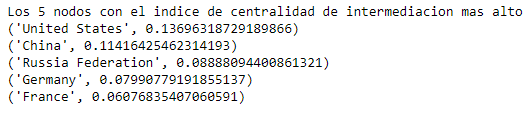 Los 5 nodos con el indice de centralidad de intermediacion mas alto
('United States', 0.13696318729189866)
('China', 0.11416425462314193)
('Russia Federation', 0.08888094400861321)
('Germany', 0.07990779191855137)
('France', 0.06076835407060591)